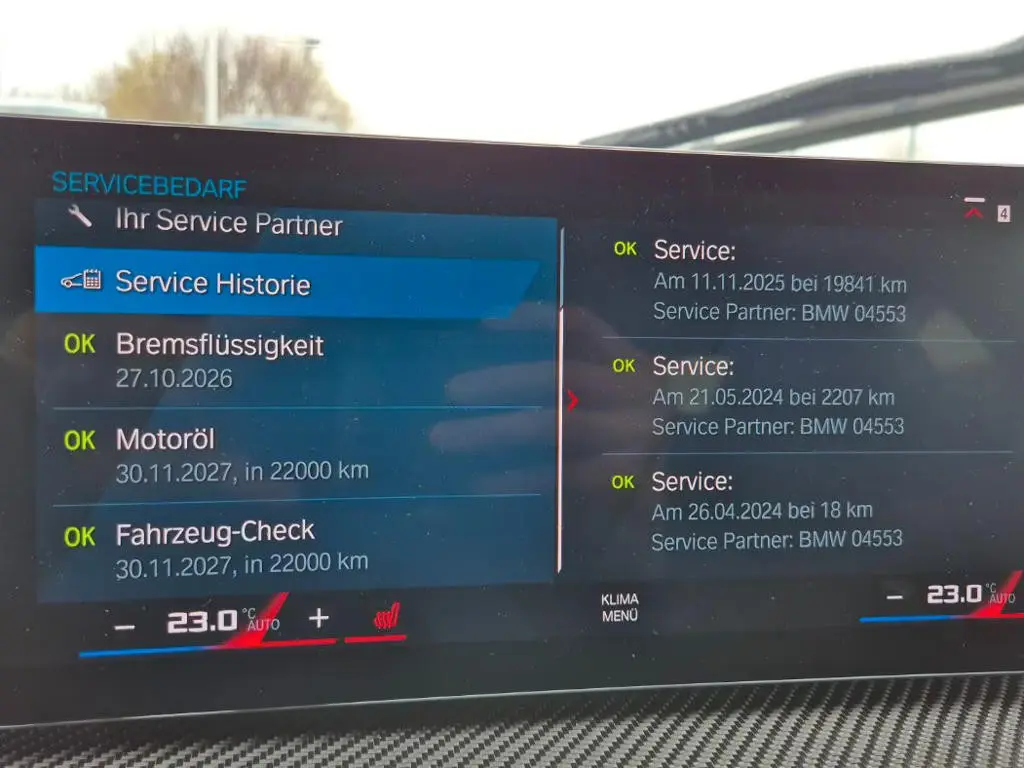 SERVICEBEDARF
Ihr Service Partner
Service Historie
OK Bremsflüssigkeit
27.10.2026
OK Motoröl
30.11.2027, in 22000 km
OK Fahrzeug-Check
30.11.2027, in 22000 km
4
OK Service:
Am 11.11.2025 bei 19841 km
Service Partner: BMW 04553
OK Service:
Am 21.05.2024 bei 2207 km
Service Partner: BMW 04553
OK Service:
Am 26.04.2024 bei 18 km
Service Partner: BMW 04553
– 23.0 °C AUTO +
KLIMA
MENÜ
– 23.0 °C AUTO